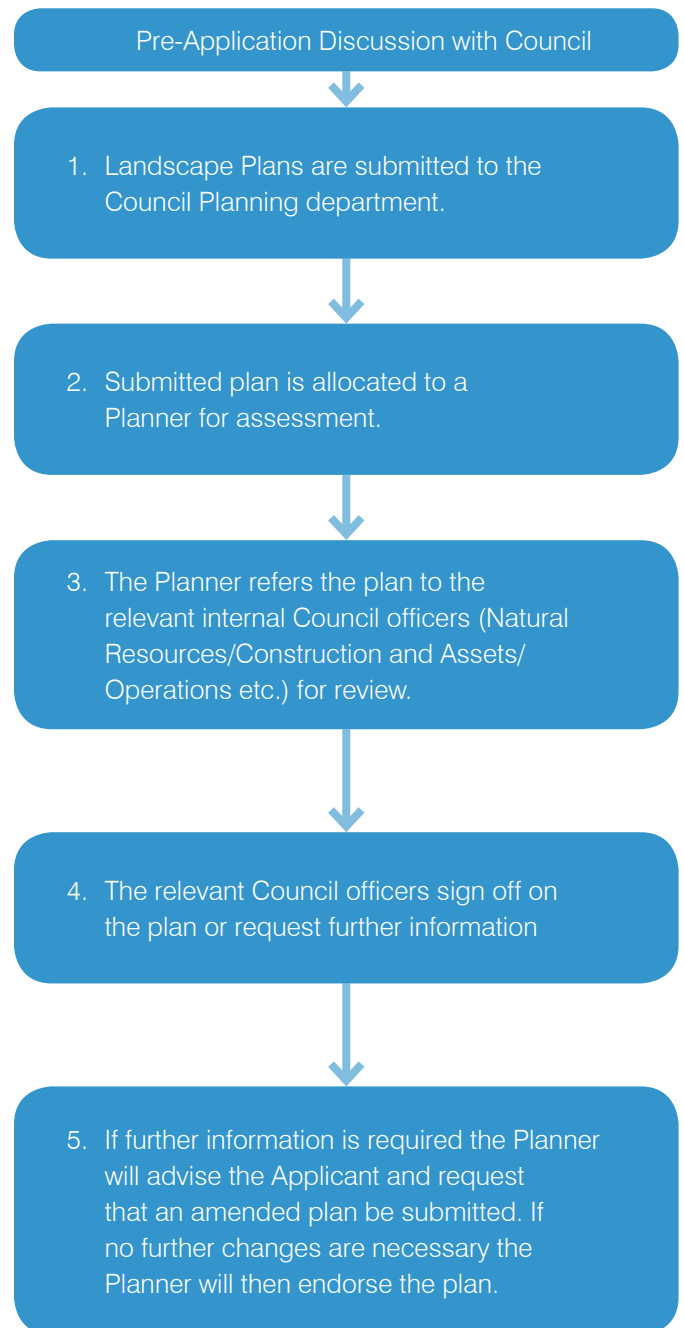 Pre-Application Discussion with Council
1. Landscape Plans are submitted to the
Council Planning department.
2. Submitted plan is allocated to a
Planner for assessment.
3. The Planner refers the plan to the
relevant internal Council officers (Natural
Resources/Construction and Assets/
Operations etc.) for review.
4. The relevant Council officers sign off on
the plan or request further information
5. If further information is required the Planner
will advise the Applicant and request
that an amended plan be submitted. If
no further changes are necessary the
Planner will then endorse the plan.